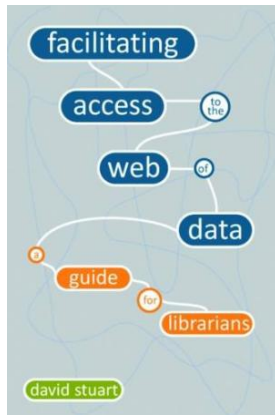 facilitating
access
to
the
web
of
data
a
guide
for
librarians
david stuart